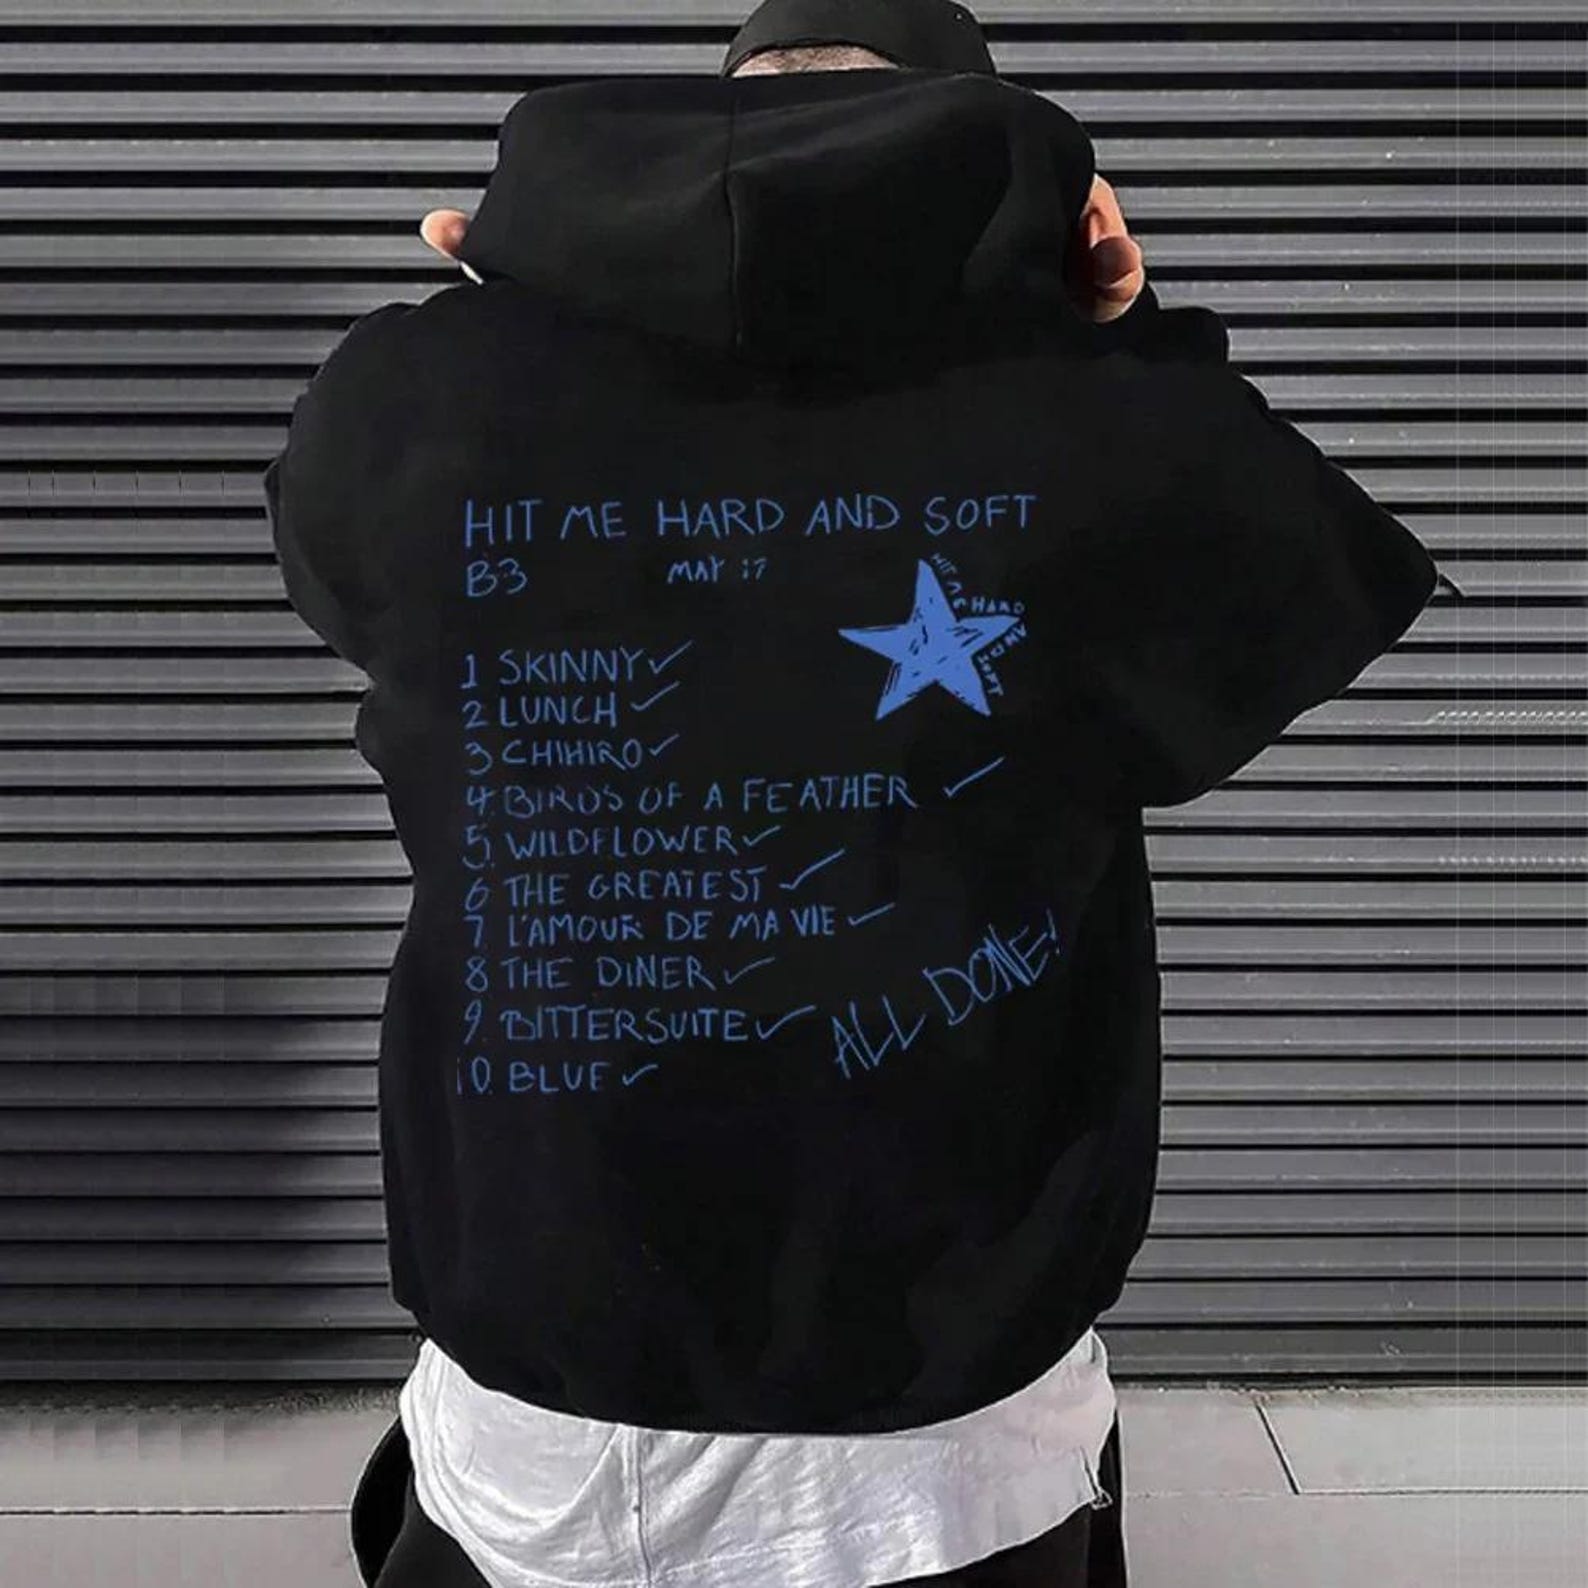 HIT ME HARD AND SOFT
B3 MAY 17
HIT ME HARD AND SOFT
1 SKINNY ✓
2 LUNCH ✓
3 CHIHIRO ✓
4. BIRDS OF A FEATHER ✓
5. WILDFLOWER ✓
6 THE GREATEST ✓
7. L'AMOUR DE MA VIE ✓
8 THE DINER ✓
9. BITTERSUITE ✓
10. BLUE ✓
ALL DONE!